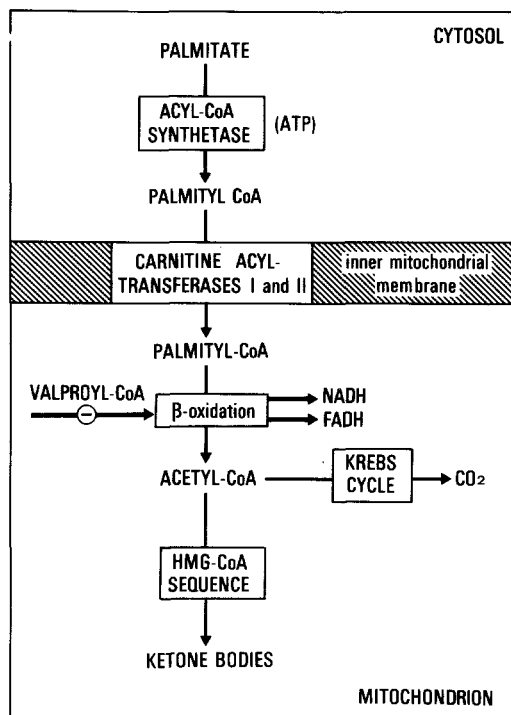 CYTOSOL
PALMITATE
ACYL-CoA
SYNTHETASE
(ATP)
PALMITYL CoA
CARNITINE ACYL-
TRANSFERASES I and II
inner mitochondrial
membrane
PALMITYL-CoA
VALPROYL-CoA
−
β-oxidation
NADH
FADH
ACETYL-CoA
KREBS
CYCLE
CO2
HMG-CoA
SEQUENCE
KETONE BODIES
MITOCHONDRION